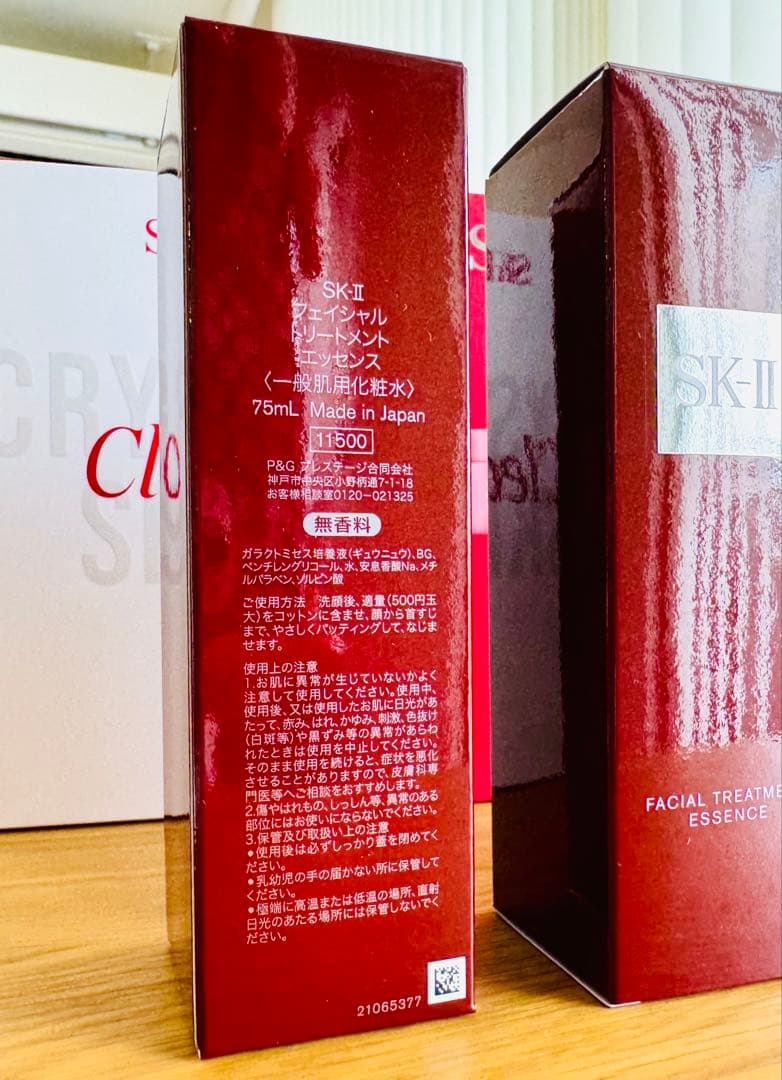 SK-II
フェイシャル
トリートメント
エッセンス
〈一般肌用化粧水〉
75mL Made in Japan
11500
P&G プレステージ合同会社
神戸市中央区小野柄通7-1-18
お客様相談室0120-021325
無香料
ガラクトミセス培養液(ギュウニュウ)、BG、
ペンチレングリコール、水、安息香酸Na、メチ
ルパラベン、ソルビン酸
ご使用方法 洗顔後、適量(500円玉
大)をコットンに含ませ、顔から首すじ
まで、やさしくパッティングして、なじま
せます。
使用上の注意
1.お肌に異常が生じていないかよく
注意して使用してください。使用中、
使用後、又は使用したお肌に日光があ
たって、赤み、はれ、かゆみ、刺激、色抜け
(白斑等)や黒ずみ等の異常があらわ
れたときは使用を中止してください。
そのまま使用を続けると、症状を悪化
させることがありますので、皮膚科専
門医等へご相談をおすすめします。
2.傷やはれもの、しっしん等、異常のある
部位にはお使いにならないでください。
3.保管及び取扱い上の注意
●使用後は必ずしっかり蓋を閉めてく
ださい。
●乳幼児の手の届かない所に保管して
ください。
●極端に高温または低温の場所、直射
日光のあたる場所には保管しないでく
ださい。
21065377
SK-II
FACIAL TREATME
ESSENCE
CRY
Clo
S